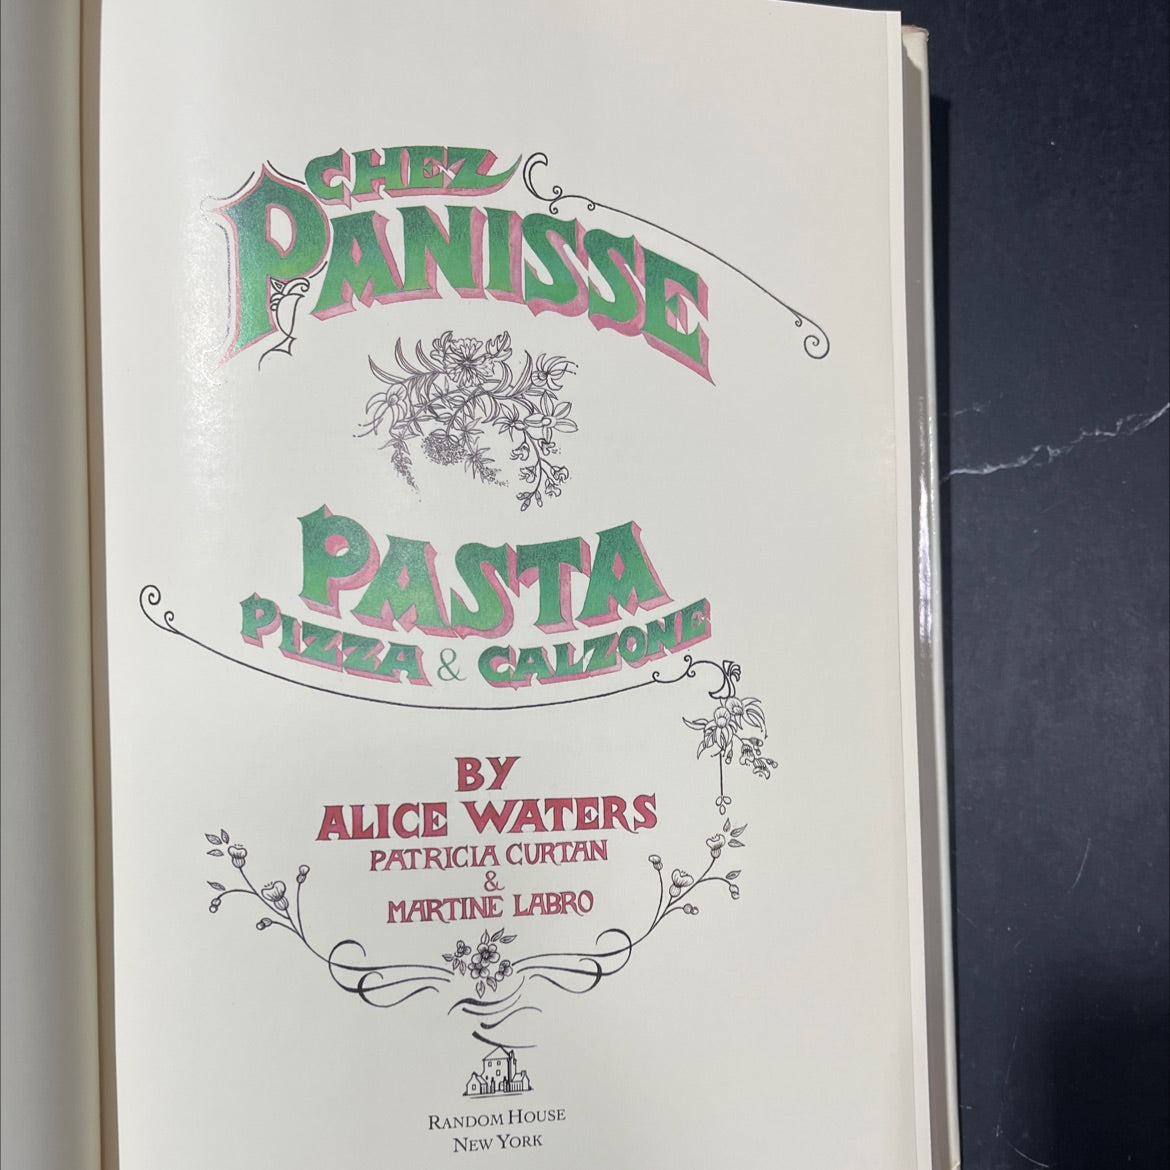 CHEZ
PANISSE
PASTA
PIZZA & CALZONE
BY
ALICE WATERS
PATRICIA CURTAN
&
MARTINE LABRO
RANDOM HOUSE
NEW YORK